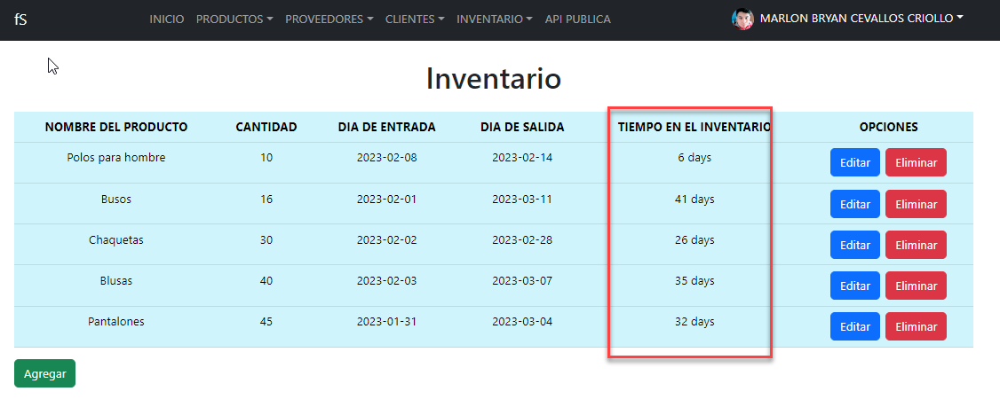 fS INICIO PRODUCTOS PROVEEDORES CLIENTES INVENTARIO API PUBLICA MARLON BRYAN CEVALLOS CRIOLLO
Inventario
NOMBRE DEL PRODUCTO CANTIDAD DIA DE ENTRADA DIA DE SALIDA TIEMPO EN EL INVENTARIO OPCIONES
Polos para hombre 10 2023-02-08 2023-02-14 6 days Editar Eliminar
Busos 16 2023-02-01 2023-03-11 41 days Editar Eliminar
Chaquetas 30 2023-02-02 2023-02-28 26 days Editar Eliminar
Blusas 40 2023-02-03 2023-03-07 35 days Editar Eliminar
Pantalones 45 2023-01-31 2023-03-04 32 days Editar Eliminar
Agregar